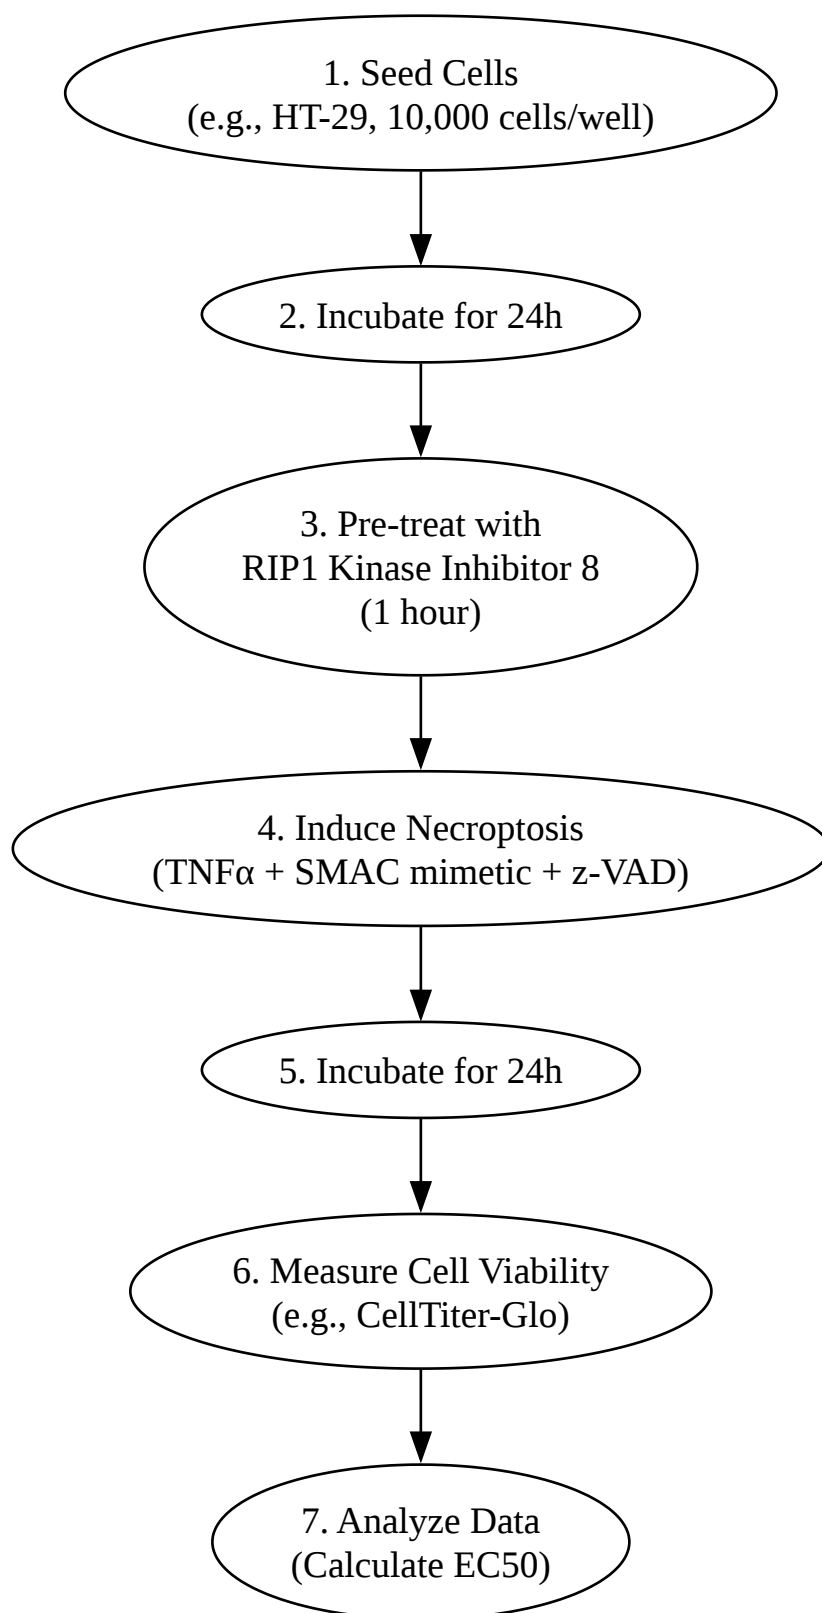 1. Seed Cells
(e.g., HT-29, 10,000 cells/well)
2. Incubate for 24h
3. Pre-treat with
RIP1 Kinase Inhibitor 8
(1 hour)
4. Induce Necroptosis
(TNFα + SMAC mimetic + z-VAD)
5. Incubate for 24h
6. Measure Cell Viability
(e.g., CellTiter-Glo)
7. Analyze Data
(Calculate EC50)